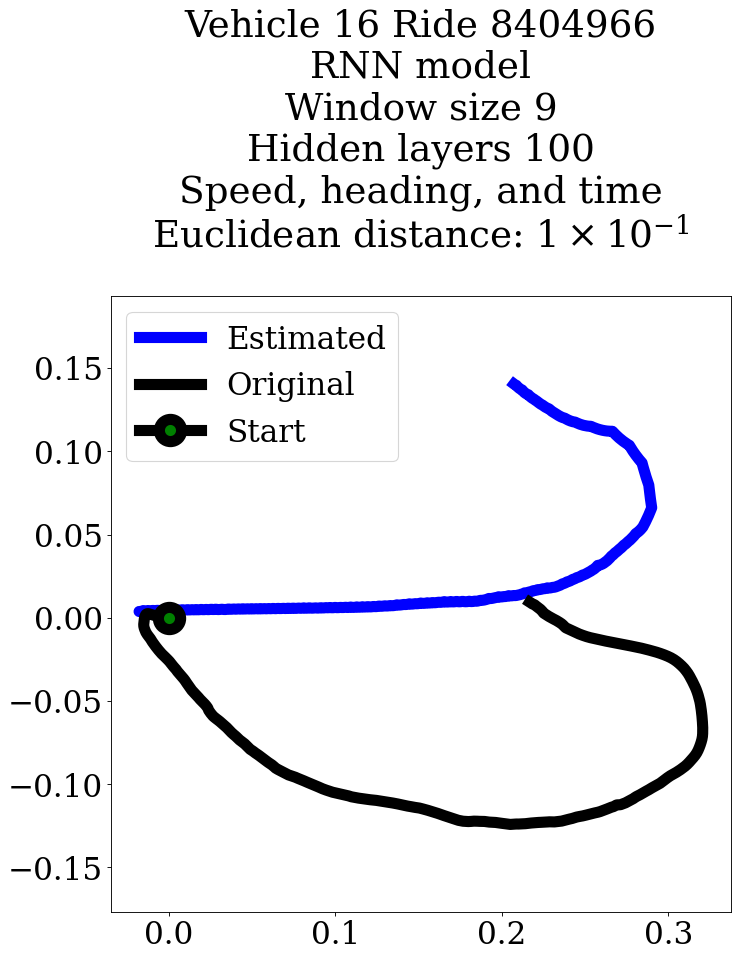 Vehicle 16 Ride 8404966
RNN model
Window size 9
Hidden layers 100
Speed, heading, and time
Euclidean distance: 1 × 10⁻¹
Estimated
Original
Start
0.15
0.10
0.05
0.00
−0.05
−0.10
−0.15
0.0 0.1 0.2 0.3